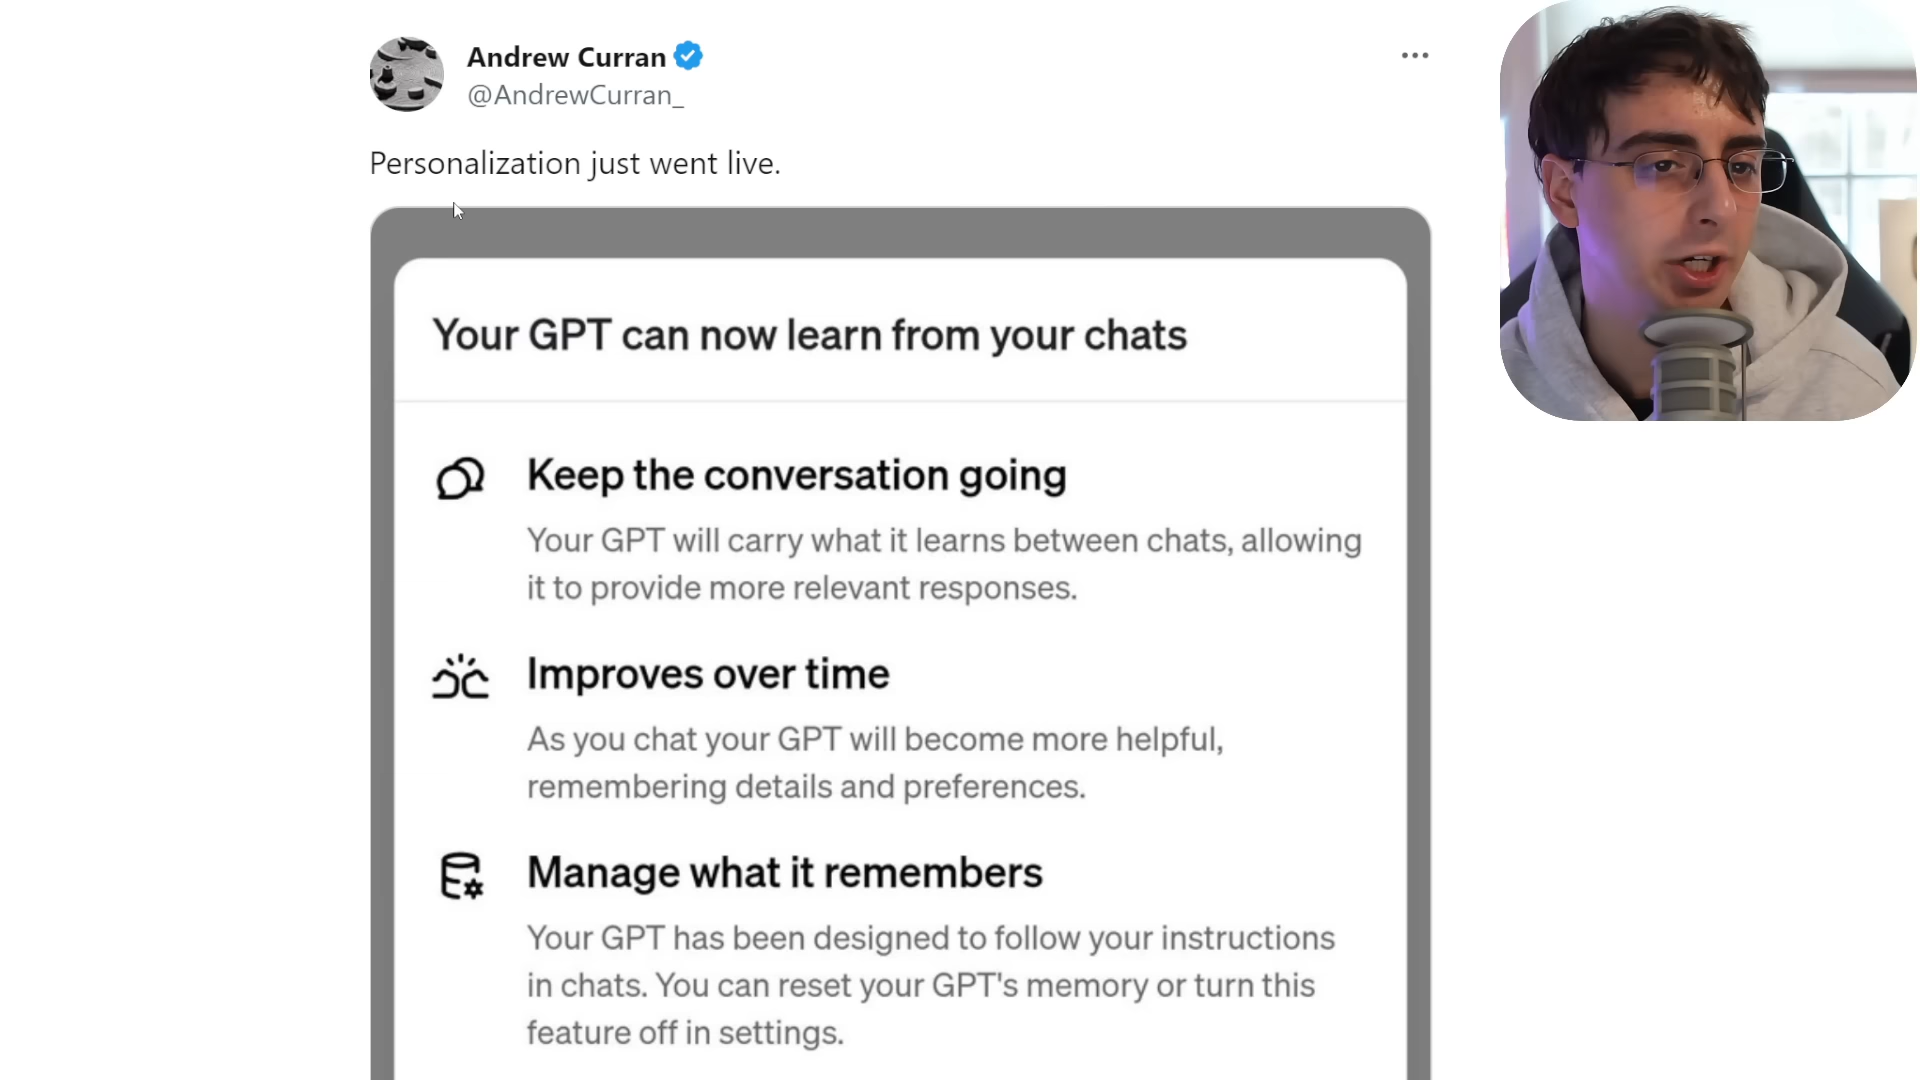 Andrew Curran
@AndrewCurran_
Personalization just went live.
Your GPT can now learn from your chats
Keep the conversation going
Your GPT will carry what it learns between chats, allowing
it to provide more relevant responses.
Improves over time
As you chat your GPT will become more helpful,
remembering details and preferences.
Manage what it remembers
Your GPT has been designed to follow your instructions
in chats. You can reset your GPT's memory or turn this
feature off in settings.